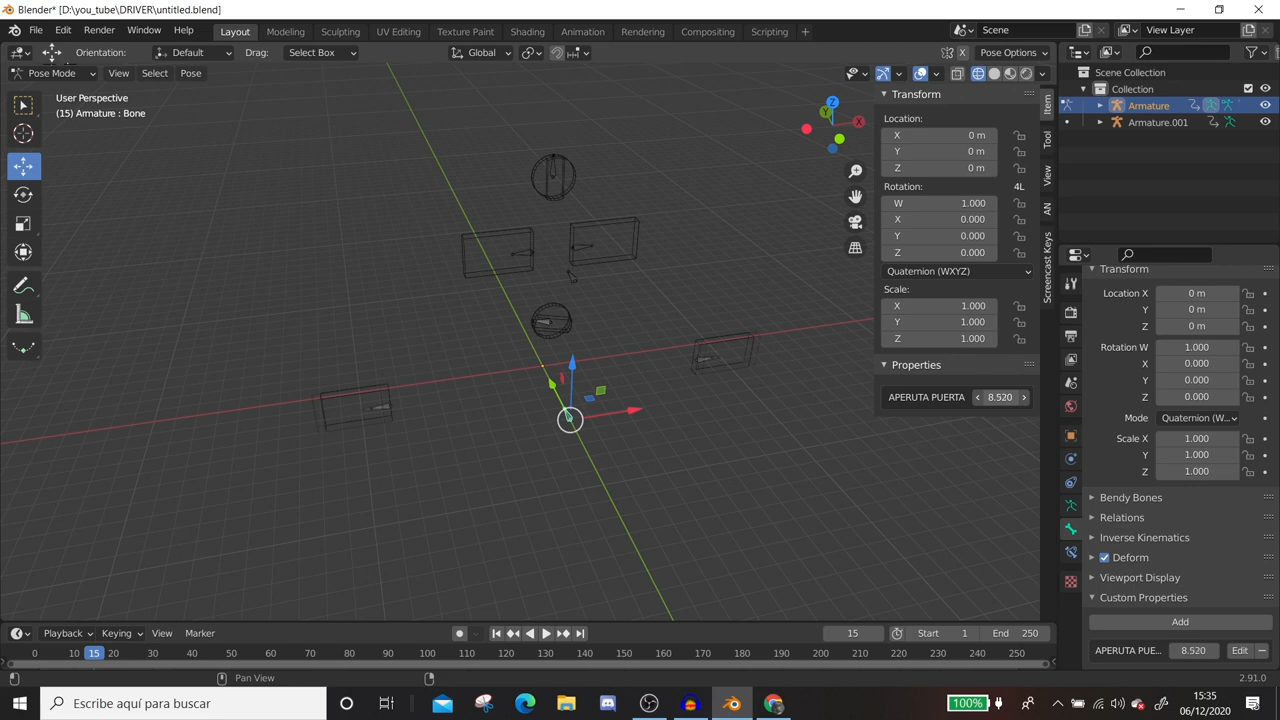 Blender* [D:\you_tube\DRIVER\untitled.blend]
File Edit Render Window Help Layout Modeling Sculpting UV Editing Texture Paint Shading Animation Rendering Compositing Scripting + Scene View Layer
Orientation: Default Drag: Select Box Global X Pose Options
Pose Mode View Select Pose
User Perspective
(15) Armature : Bone
Z
Y
X
Transform
Location:
X 0 m
Y 0 m
Z 0 m
Rotation: 4L
W 1.000
X 0.000
Y 0.000
Z 0.000
Quaternion (WXYZ)
Scale:
X 1.000
Y 1.000
Z 1.000
Properties
APERUTA PUERTA 8.520
Item
Tool
View
AN
Screencast Keys
Scene Collection
Collection
Armature
Armature.001
Transform
Location X 0 m
Y 0 m
Z 0 m
Rotation W 1.000
X 0.000
Y 0.000
Z 0.000
Mode Quaternion (W...
Scale X 1.000
Y 1.000
Z 1.000
Bendy Bones
Relations
Inverse Kinematics
Deform
Viewport Display
Custom Properties
Add
APERUTA PUE... 8.520 Edit
Playback Keying View Marker 15 Start 1 End 250
0 10 15 20 30 40 50 60 70 80 90 100 110 120 130 140 150 160 170 180 190 200 210 220 230 240 250
Pan View 2.91.0
Escribe aquí para buscar 100% 15:35
06/12/2020